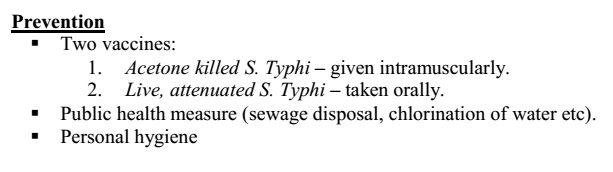 Prevention
▪ Two vaccines:
1. Acetone killed S. Typhi – given intramuscularly.
2. Live, attenuated S. Typhi – taken orally.
▪ Public health measure (sewage disposal, chlorination of water etc).
▪ Personal hygiene